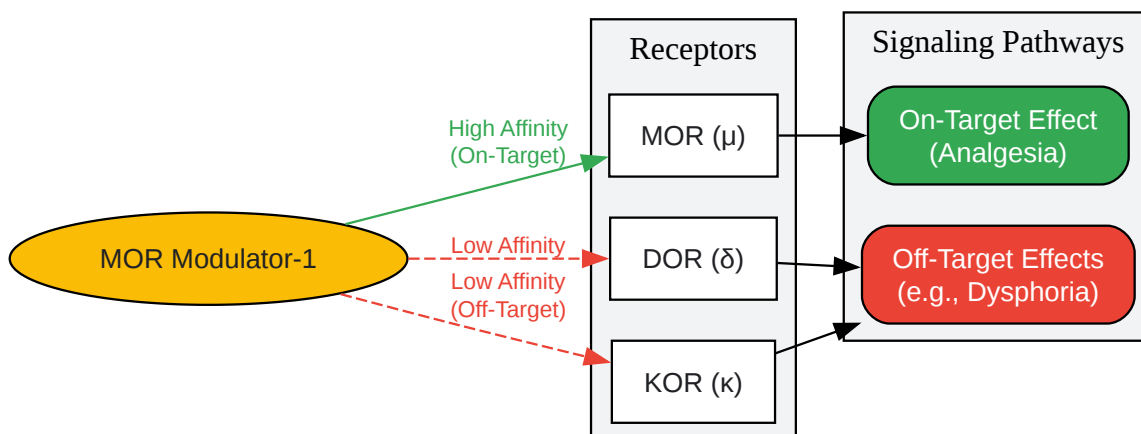 Receptors
Signaling Pathways
High Affinity
(On-Target)
MOR (μ)
On-Target Effect
(Analgesia)
MOR Modulator-1
Low Affinity
DOR (δ)
Off-Target Effects
(e.g., Dysphoria)
Low Affinity
(Off-Target)
KOR (κ)